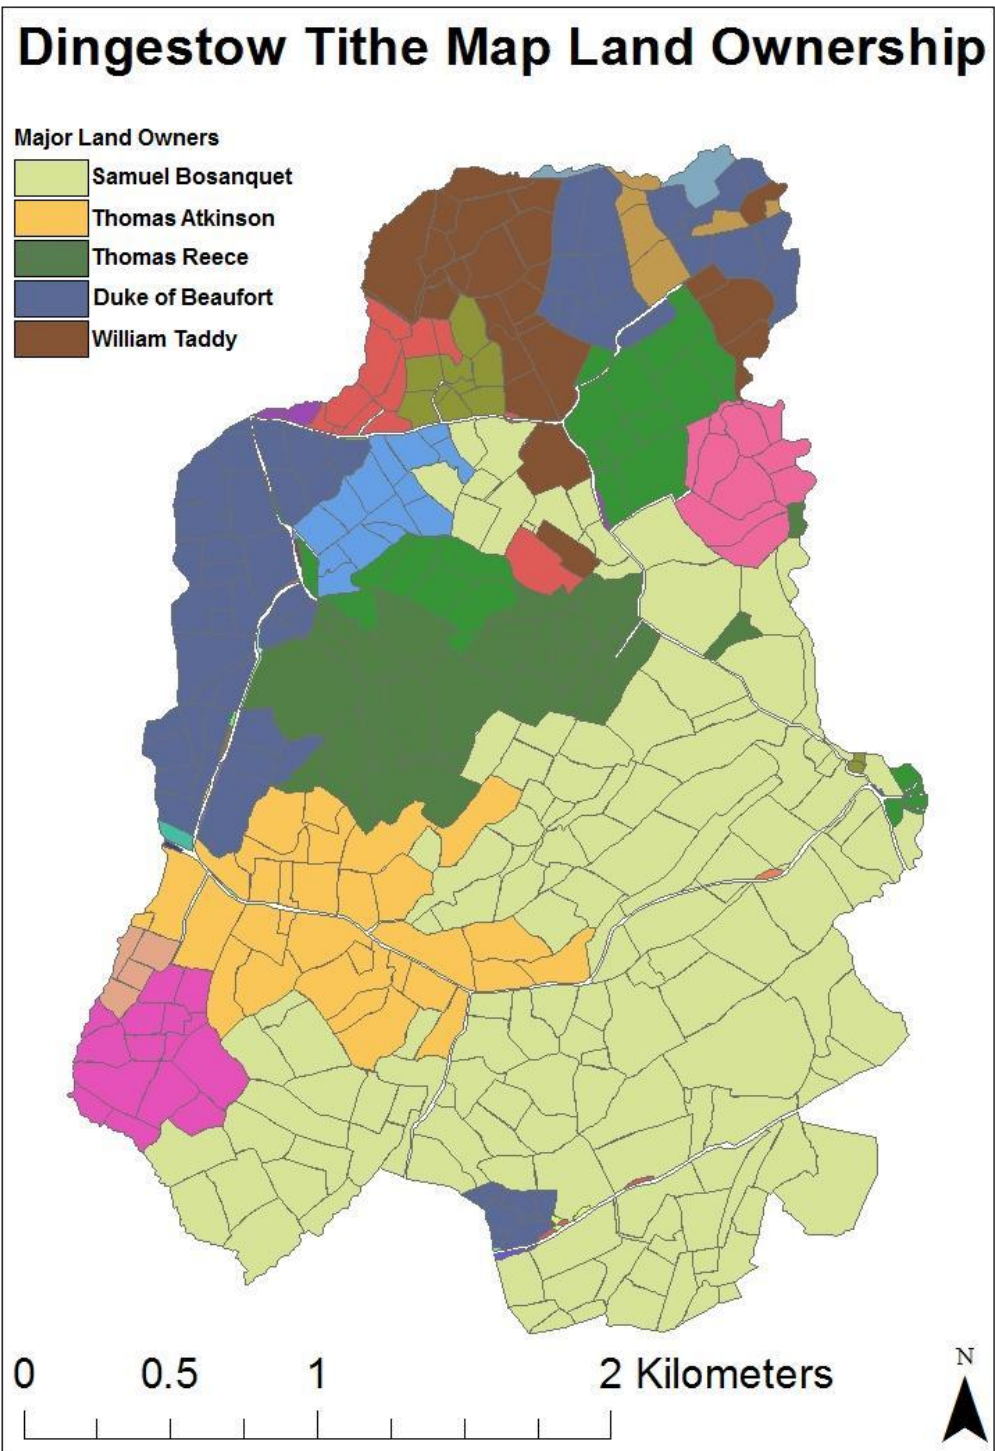 Dingestow Tithe Map Land Ownership
Major Land Owners
Samuel Bosanquet
Thomas Atkinson
Thomas Reece
Duke of Beaufort
William Taddy
0 0.5 1 2 Kilometers
N